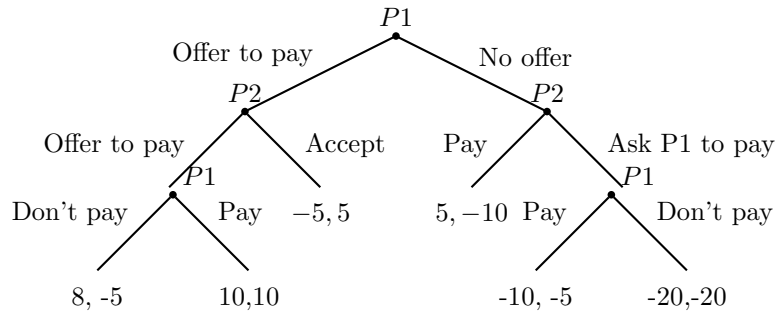 P1
Offer to pay No offer
P2 P2
Offer to pay Accept Pay Ask P1 to pay
P1 P1
Don't pay Pay −5, 5 5, −10 Pay Don't pay
8, -5 10,10 -10, -5 -20,-20